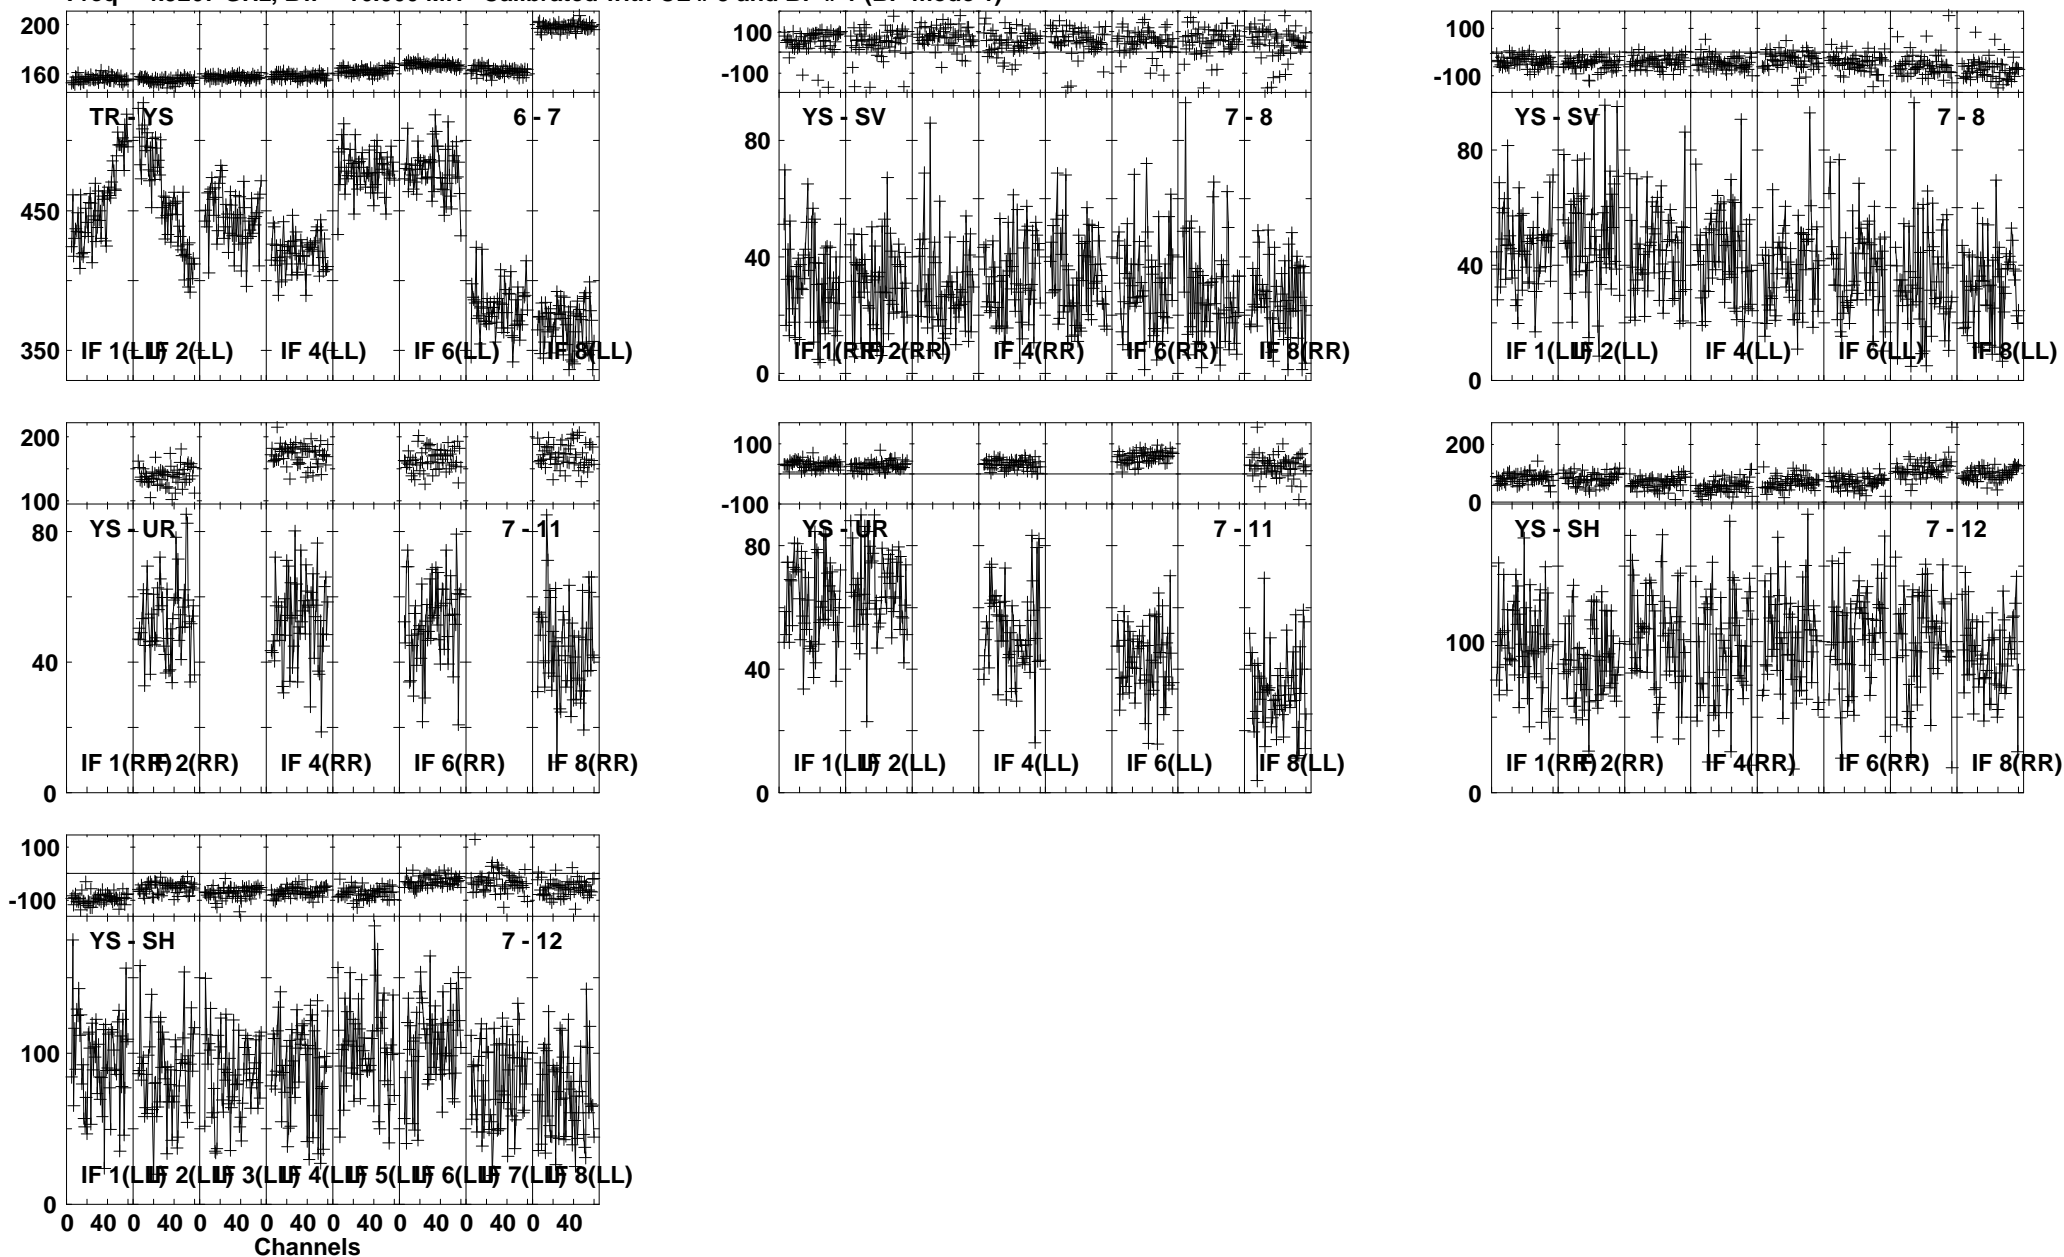 200
160
TR - YS 6 - 7
450
350
IF 1(LL) IF 2(LL) IF 4(LL) IF 6(LL) IF 8(LL)
100
-100
YS - SV 7 - 8
80
40
0
IF 1(RR) IF 2(RR) IF 4(RR) IF 6(RR) IF 8(RR)
100
-100
YS - SV 7 - 8
80
40
0
IF 1(LL) IF 2(LL) IF 4(LL) IF 6(LL) IF 8(LL)
200
100
YS - UR 7 - 11
80
40
0
IF 1(RR) IF 2(RR) IF 4(RR) IF 6(RR) IF 8(RR)
100
-100
YS - UR 7 - 11
80
40
0
IF 1(LL) IF 2(LL) IF 4(LL) IF 6(LL) IF 8(LL)
200
0
YS - SH 7 - 12
100
0
IF 1(RR) IF 2(RR) IF 4(RR) IF 6(RR) IF 8(RR)
100
-100
YS - SH 7 - 12
100
0
IF 1(LL) IF 2(LL) IF 3(LL) IF 4(LL) IF 5(LL) IF 6(LL) IF 7(LL) IF 8(LL)
0 40 0 40 0 40 0 40 0 40 0 40 0 40 0 40
Channels